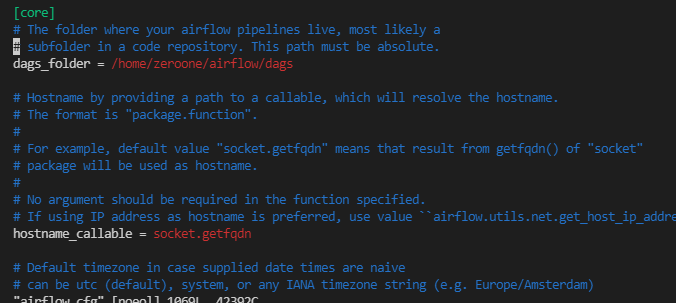 [core]
# The folder where your airflow pipelines live, most likely a
# subfolder in a code repository. This path must be absolute.
dags_folder = /home/zeroone/airflow/dags
# Hostname by providing a path to a callable, which will resolve the hostname.
# The format is "package.function".
#
# For example, default value "socket.getfqdn" means that result from getfqdn() of "socket"
# package will be used as hostname.
#
# No argument should be required in the function specified.
# If using IP address as hostname is preferred, use value ``airflow.utils.net.get_host_ip_addre
hostname_callable = socket.getfqdn
# Default timezone in case supplied date times are naive
# can be utc (default), system, or any IANA timezone string (e.g. Europe/Amsterdam)
"airflow.cfg" [noeol] 1069L, 42392C